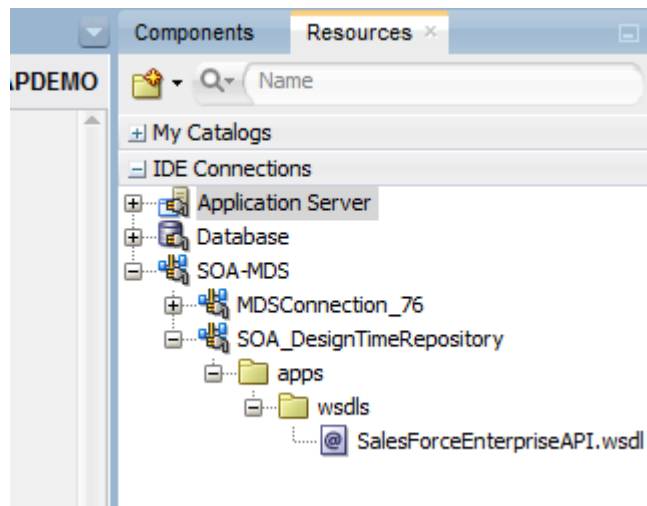 Components Resources
APDEMO
Name
My Catalogs
IDE Connections
Application Server
Database
SOA-MDS
MDSConnection_76
SOA_DesignTimeRepository
apps
wsdls
SalesForceEnterpriseAPI.wsdl